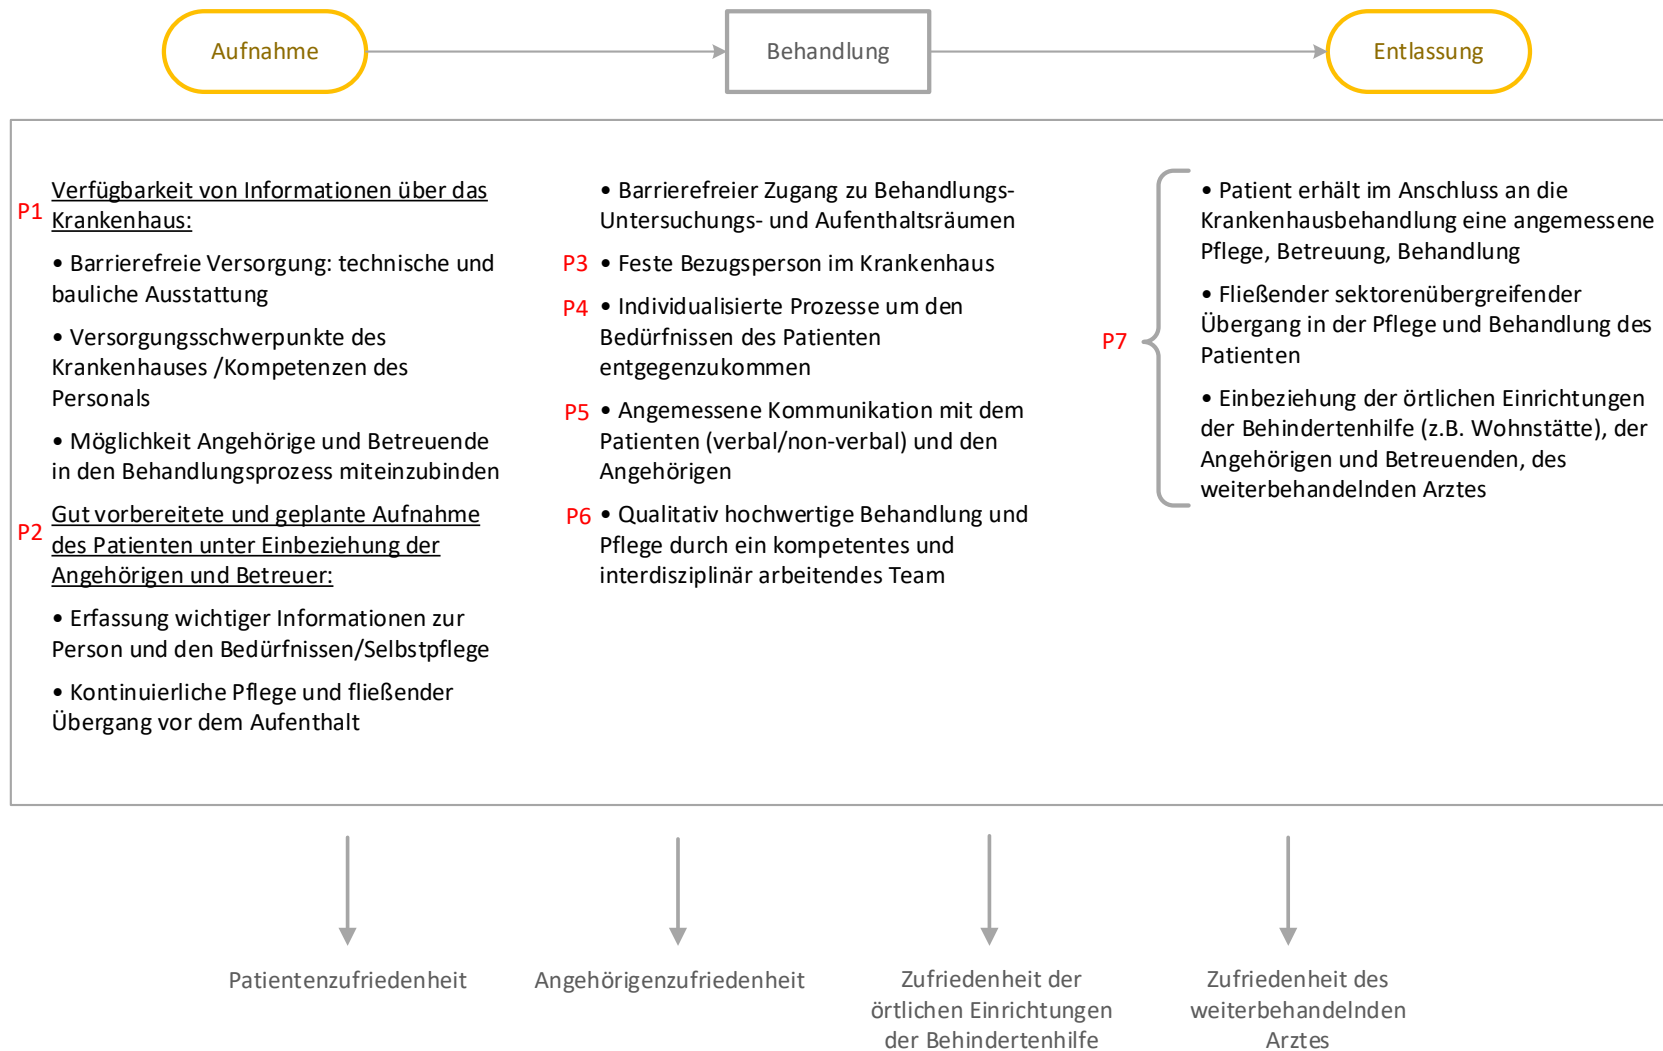 Aufnahme
Behandlung
Entlassung
P1
Verfügbarkeit von Informationen über das
Krankenhaus:
• Barrierefreie Versorgung: technische und
bauliche Ausstattung
• Versorgungsschwerpunkte des
Krankenhauses /Kompetenzen des
Personals
• Möglichkeit Angehörige und Betreuende
in den Behandlungsprozess miteinzubinden
P2
Gut vorbereitete und geplante Aufnahme
des Patienten unter Einbeziehung der
Angehörigen und Betreuer:
• Erfassung wichtiger Informationen zur
Person und den Bedürfnissen/Selbstpflege
• Kontinuierliche Pflege und fließender
Übergang vor dem Aufenthalt
• Barrierefreier Zugang zu Behandlungs-
Untersuchungs- und Aufenthaltsräumen
P3 • Feste Bezugsperson im Krankenhaus
P4 • Individualisierte Prozesse um den
Bedürfnissen des Patienten
entgegenzukommen
P5 • Angemessene Kommunikation mit dem
Patienten (verbal/non-verbal) und den
Angehörigen
P6 • Qualitativ hochwertige Behandlung und
Pflege durch ein kompetentes und
interdisziplinär arbeitendes Team
P7
• Patient erhält im Anschluss an die
Krankenhausbehandlung eine angemessene
Pflege, Betreuung, Behandlung
• Fließender sektorenübergreifender
Übergang in der Pflege und Behandlung des
Patienten
• Einbeziehung der örtlichen Einrichtungen
der Behindertenhilfe (z.B. Wohnstätte), der
Angehörigen und Betreuenden, des
weiterbehandelnden Arztes
Patientenzufriedenheit
Angehörigenzufriedenheit
Zufriedenheit der
örtlichen Einrichtungen
der Behindertenhilfe
Zufriedenheit des
weiterbehandelnden
Arztes